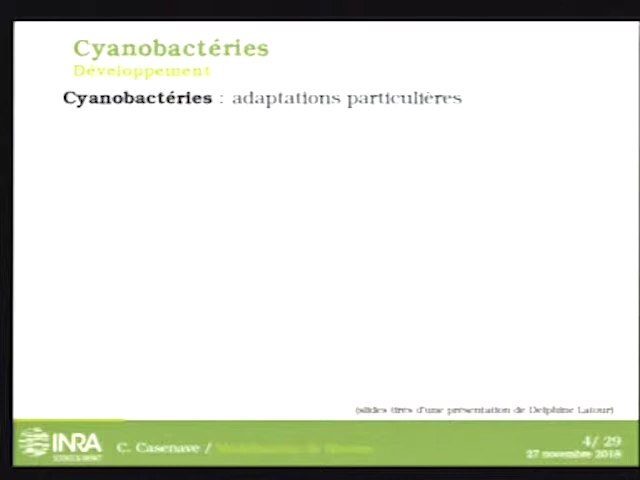 Cyanobactéries
Développement
Cyanobactéries : adaptations particulières
(slides tirés d'une présentation de Delphine Latour)
INRA
C. Casenave /
4/ 29
27 novembre 2018